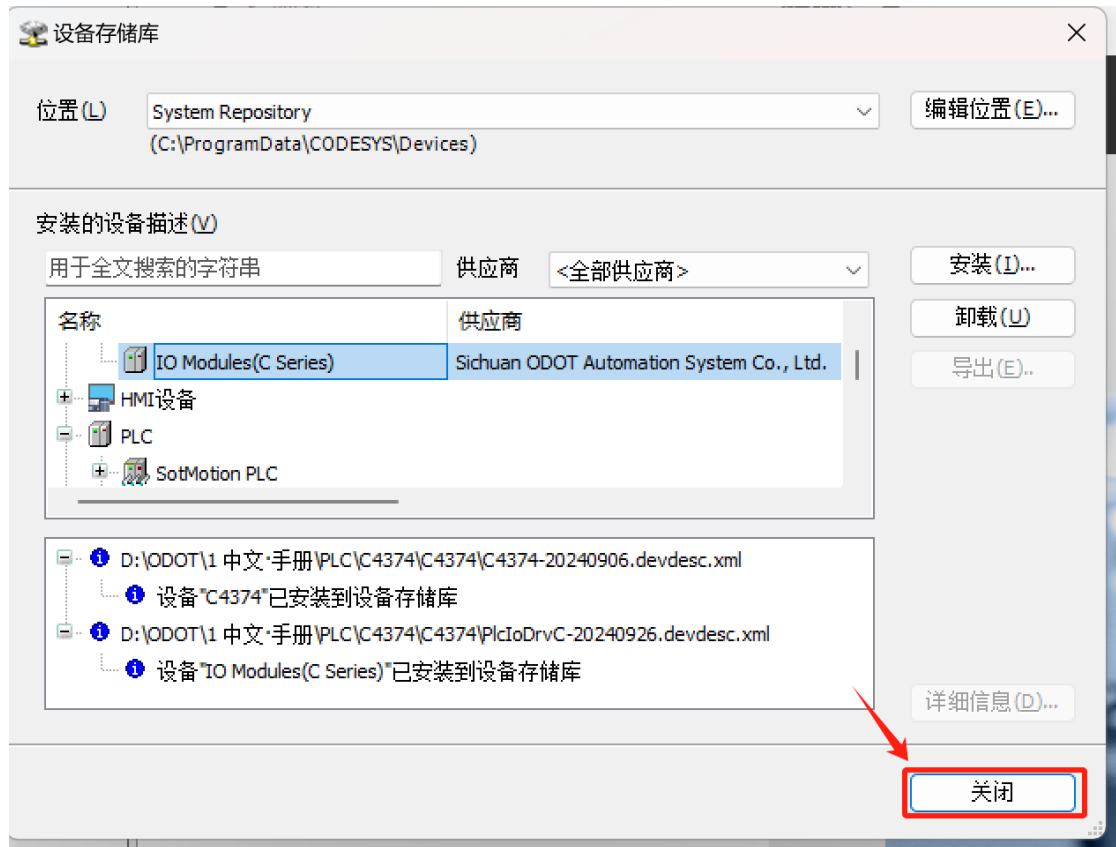 设备存储库
位置(L) System Repository 编辑位置(E)...
(C:\ProgramData\CODESYS\Devices)
安装的设备描述(V)
用于全文搜索的字符串 供应商 <全部供应商> 安装(I)...
名称 供应商 卸载(U)
IO Modules(C Series) Sichuan ODOT Automation System Co., Ltd. 导出(E)..
HMI设备
PLC
SotMotion PLC
D:\ODOT\1 中文·手册\PLC\C4374\C4374\C4374-20240906.devdesc.xml
设备"C4374"已安装到设备存储库
D:\ODOT\1 中文·手册\PLC\C4374\C4374\PlcIoDrvC-20240926.devdesc.xml
设备"IO Modules(C Series)"已安装到设备存储库
详细信息(D)...
关闭